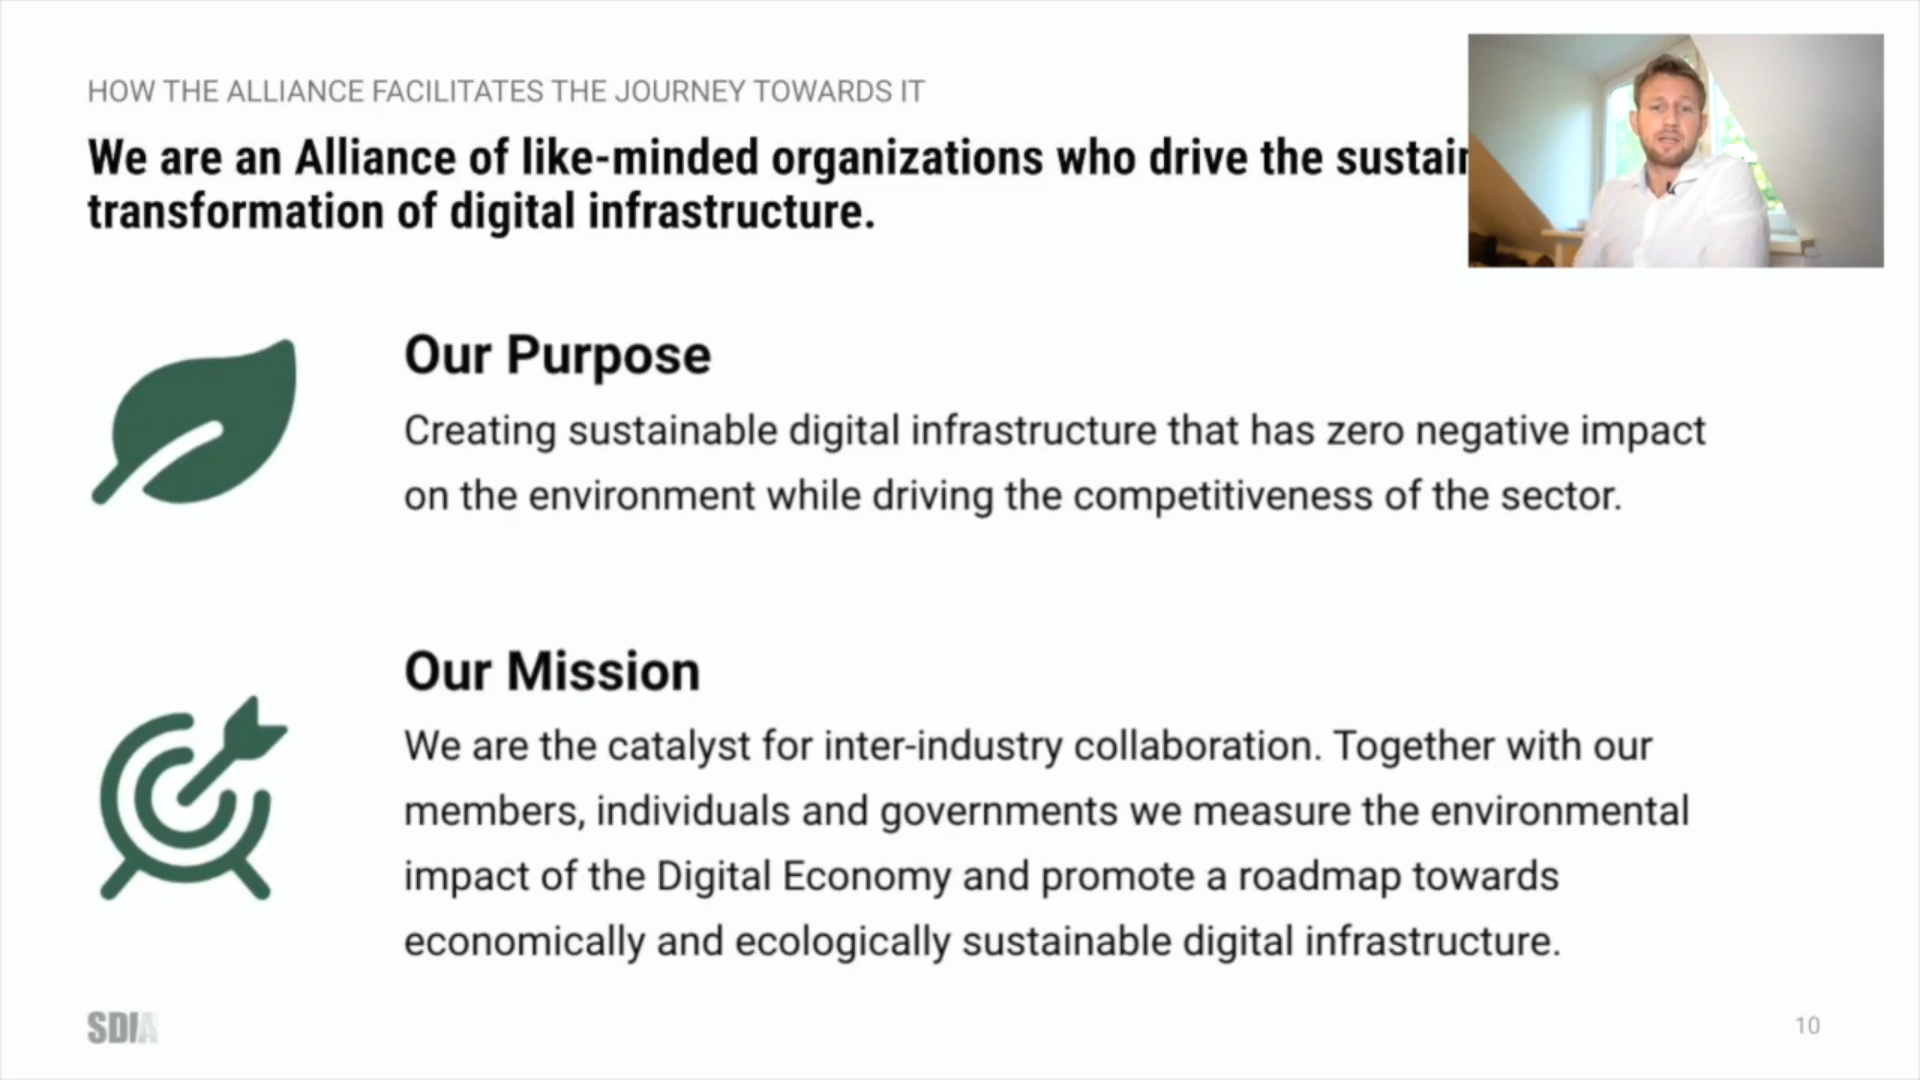 HOW THE ALLIANCE FACILITATES THE JOURNEY TOWARDS IT
We are an Alliance of like-minded organizations who drive the
transformation of digital infrastructure.
Our Purpose
Creating sustainable digital infrastructure that has zero negative impact
on the environment while driving the competitiveness of the sector.
Our Mission
We are the catalyst for inter-industry collaboration. Together with our
members, individuals and governments we measure the environmental
impact of the Digital Economy and promote a roadmap towards
economically and ecologically sustainable digital infrastructure.
SDIA
10